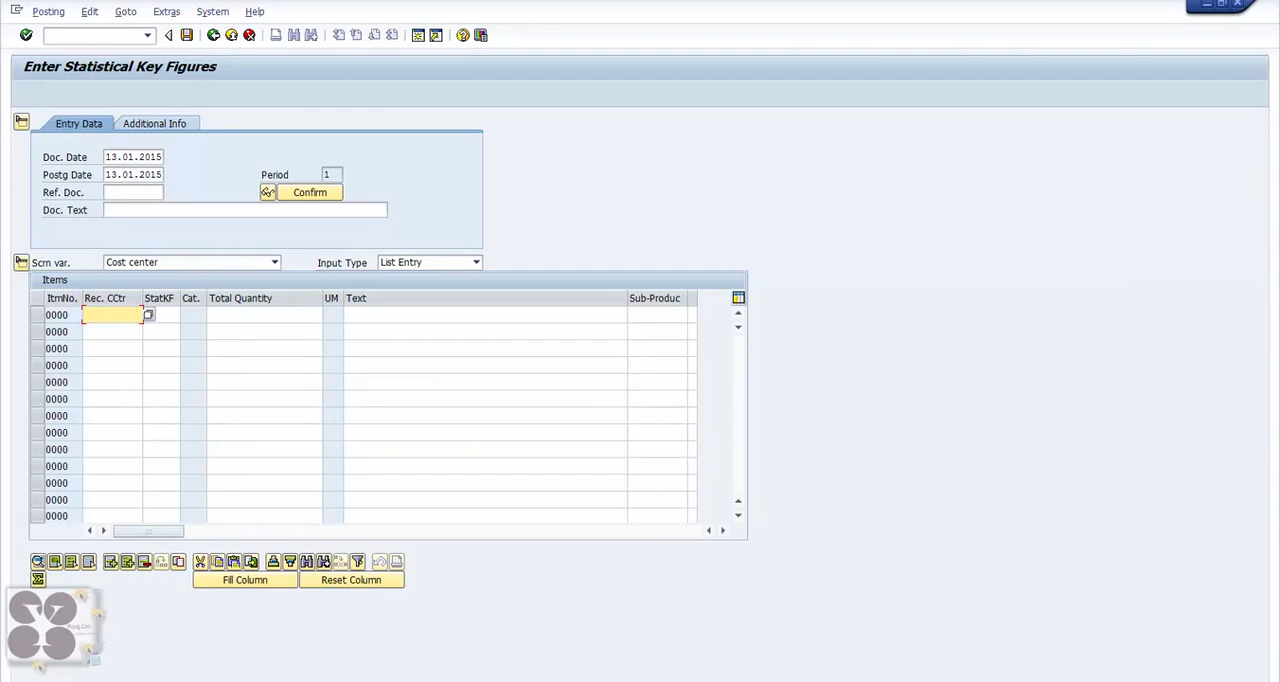 Posting Edit Goto Extras System Help
Enter Statistical Key Figures
Entry Data Additional Info
Doc. Date 13.01.2015
Postg Date 13.01.2015 Period 1
Ref. Doc. Confirm
Doc. Text
Scrn var. Cost center Input Type List Entry
Items
ItmNo. Rec. CCtr StatKF Cat. Total Quantity UM Text Sub-Produc
0000
0000
0000
0000
0000
0000
0000
0000
0000
0000
0000
0000
0000
Fill Column Reset Column